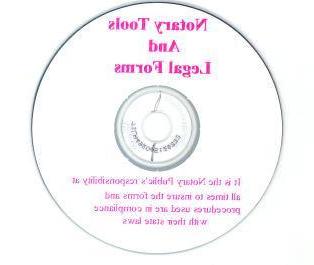 Notary Tools
And
Legal Forms
It is the Notary Public's responsibility at
all times to insure the forms and
procedures used are in compliance
with their state laws